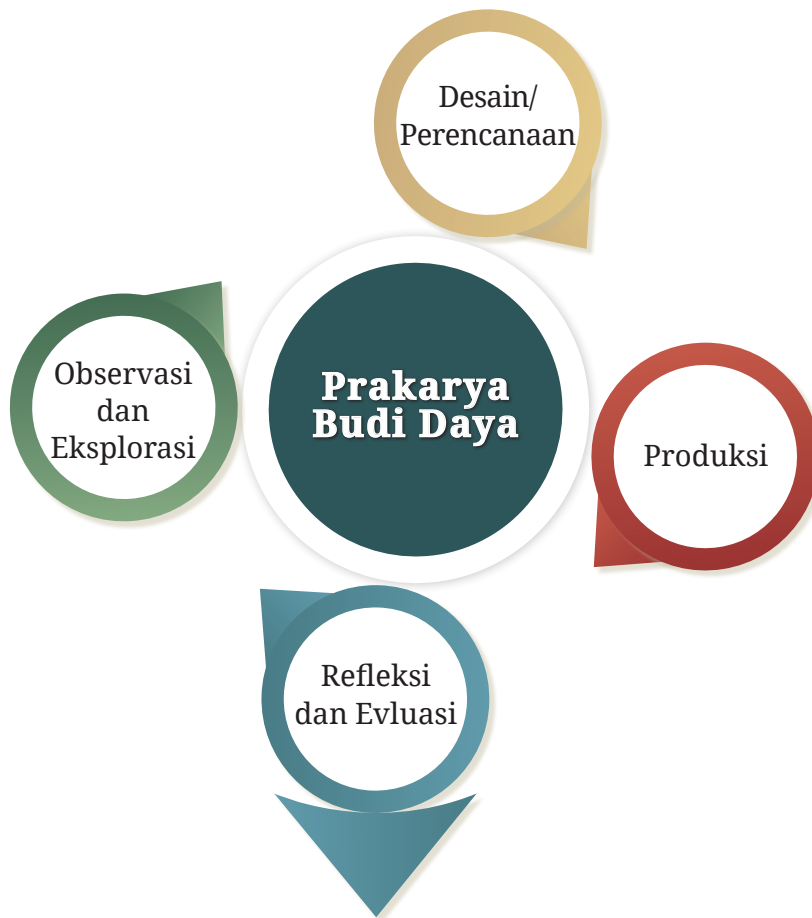 Desain/
Perencanaan
Observasi
dan
Eksplorasi
Prakarya
Budi Daya
Produksi
Refleksi
dan Evluasi